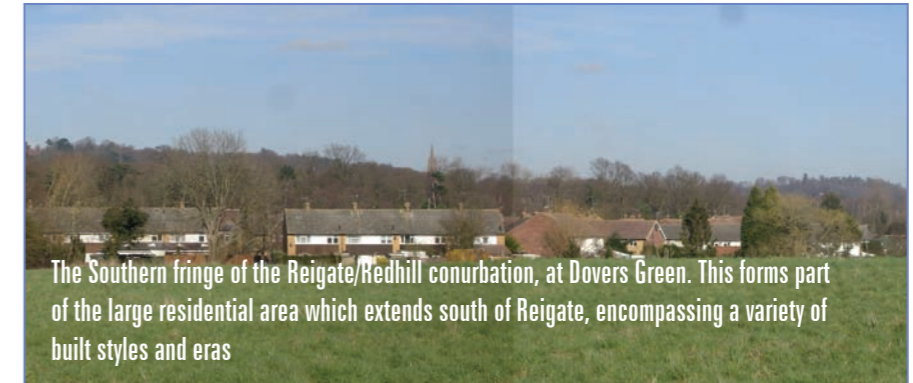 The Southern fringe of the Reigate/Redhill conurbation, at Dovers Green. This forms part
of the large residential area which extends south of Reigate, encompassing a variety of
built styles and eras